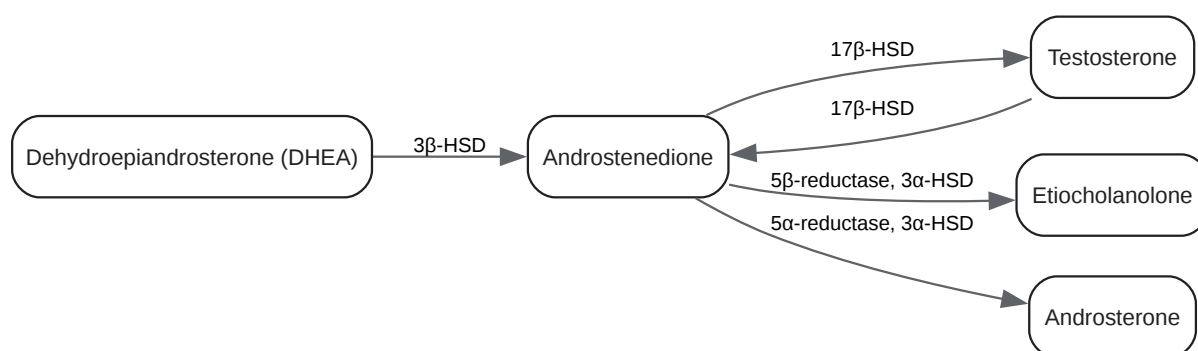 17β-HSD
Testosterone
17β-HSD
Dehydroepiandrosterone (DHEA)
3β-HSD
Androstenedione
5β-reductase, 3α-HSD
Etiocholanolone
5α-reductase, 3α-HSD
Androsterone